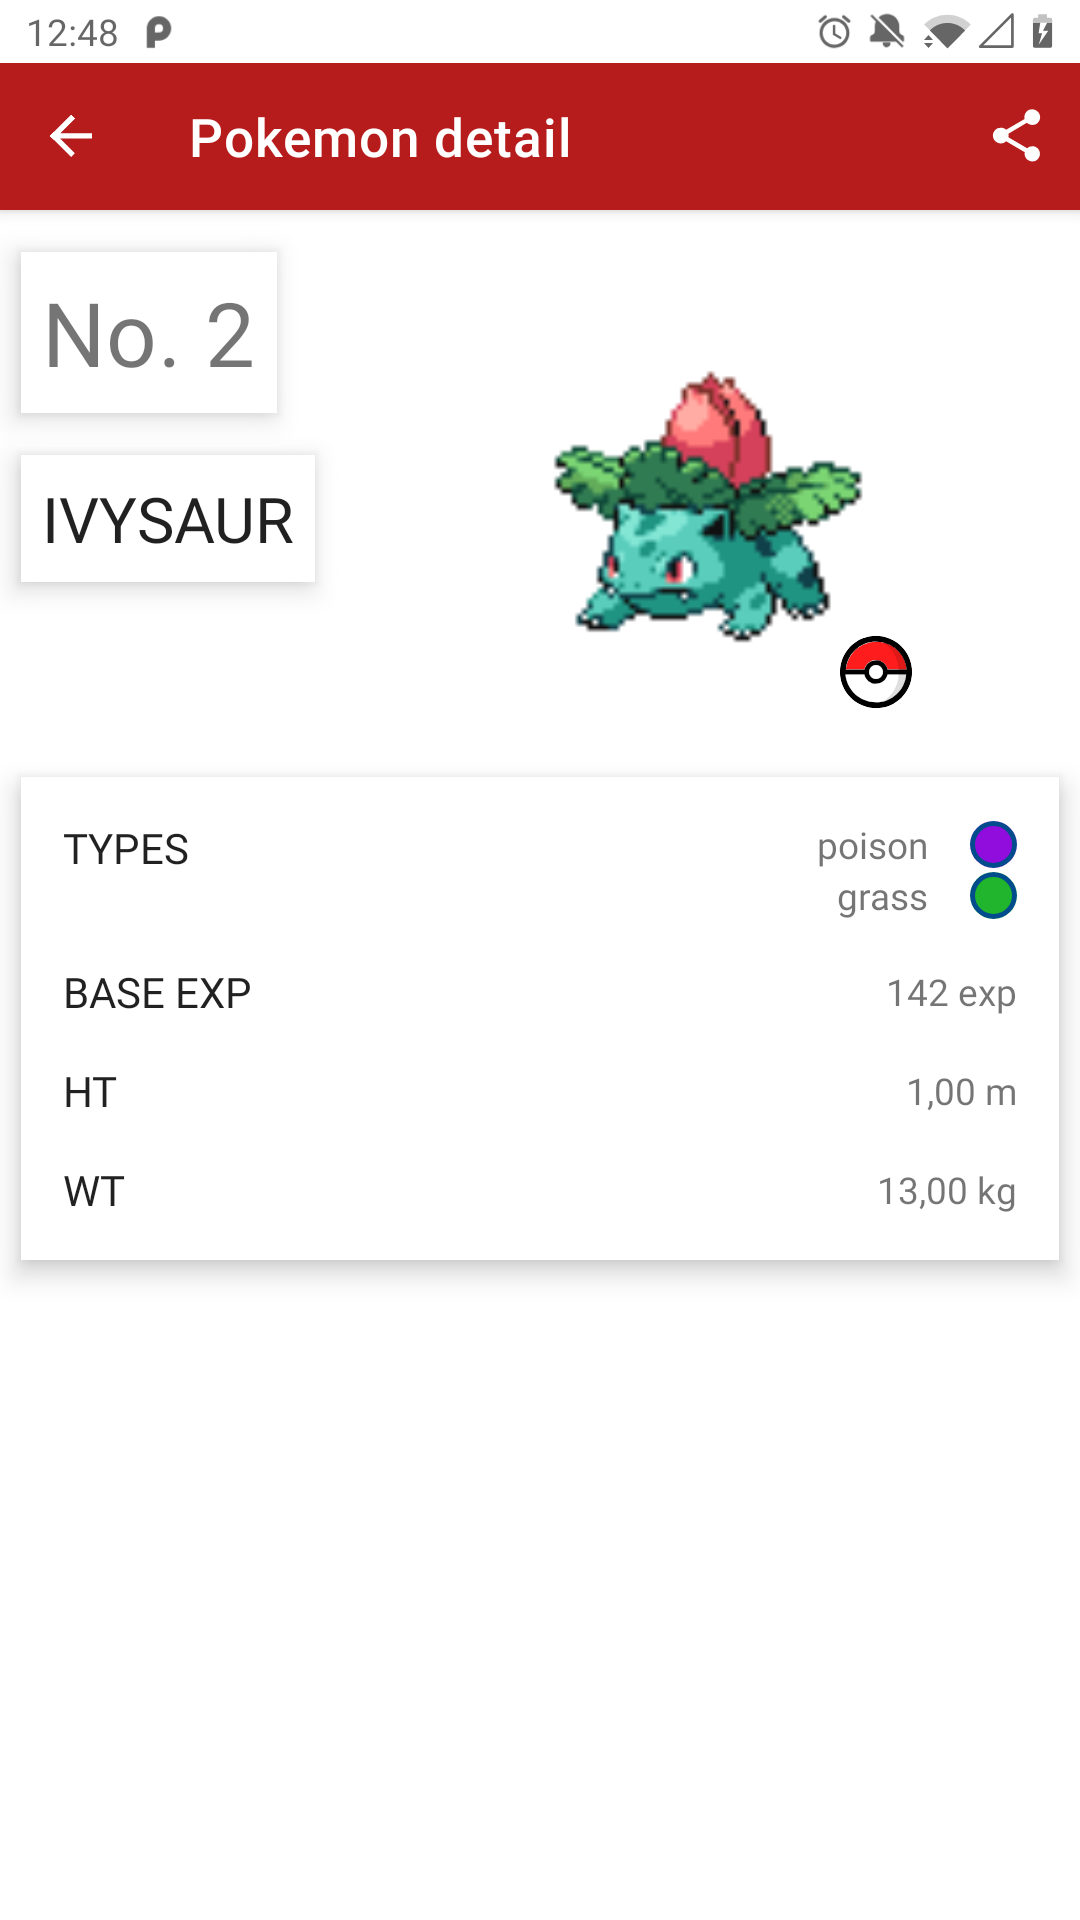 12:48
Pokemon detail
No. 2
IVYSAUR
TYPES poison
grass
BASE EXP 142 exp
HT 1,00 m
WT 13,00 kg